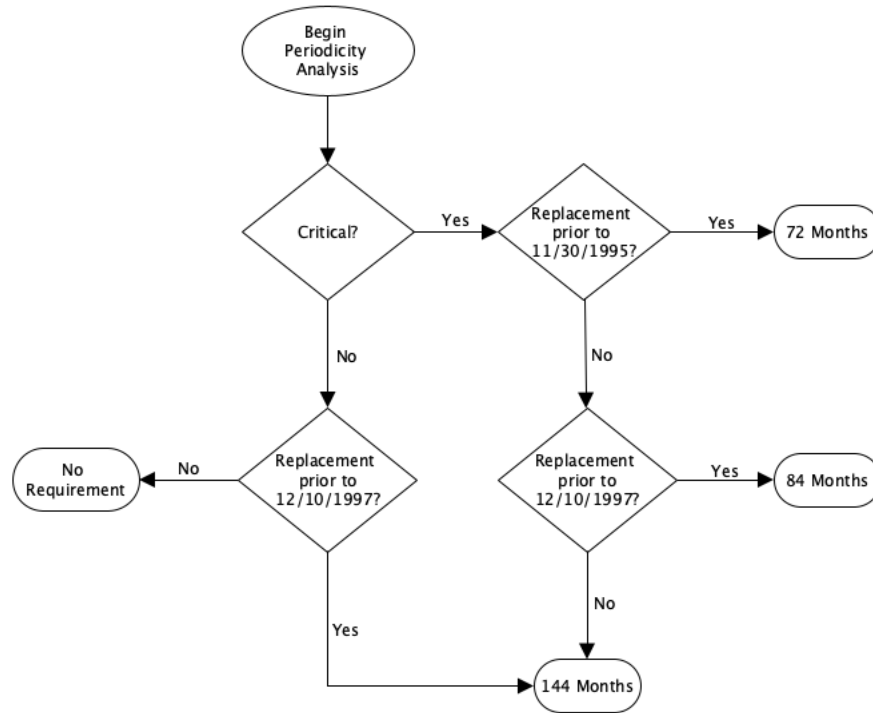 Begin
Periodicity
Analysis
Critical?
Yes
Replacement
prior to
11/30/1995?
Yes
72 Months
No
No
No
Requirement
No
Replacement
prior to
12/10/1997?
Replacement
prior to
12/10/1997?
Yes
84 Months
Yes
No
144 Months